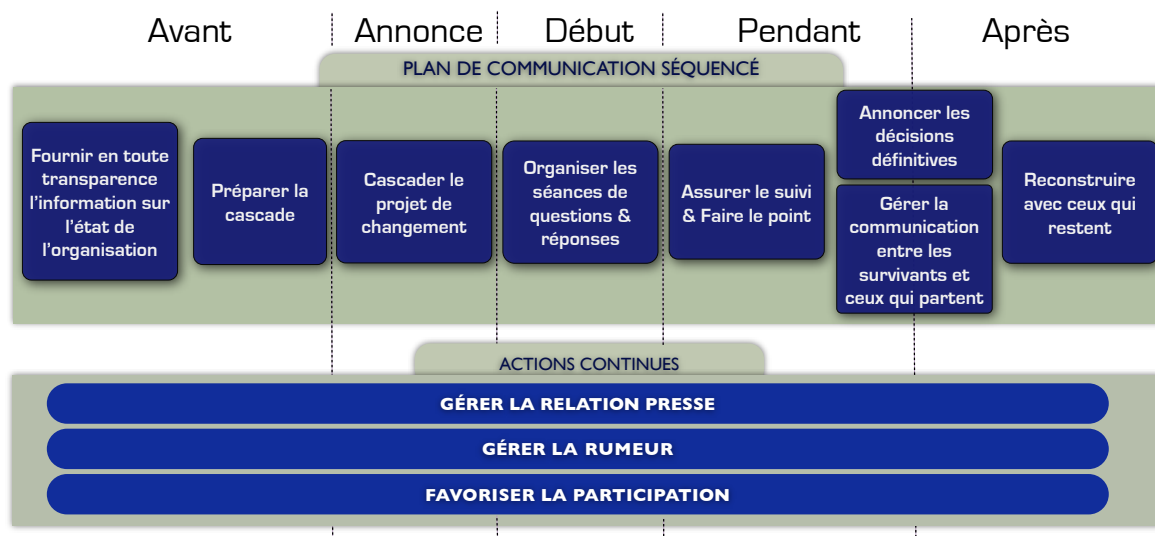 Avant
Annonce
Début
Pendant
Après
PLAN DE COMMUNICATION SÉQUENCÉ
Fournir en toute
transparence
l'information sur
l'état de
l'organisation
Préparer la
cascade
Cascader le
projet de
changement
Organiser les
séances de
questions &
réponses
Assurer le suivi
& Faire le point
Annoncer les
décisions
définitives
Gérer la
communication
entre les
survivants et
ceux qui partent
Reconstruire
avec ceux qui
restent
ACTIONS CONTINUES
GÉRER LA RELATION PRESSE
GÉRER LA RUMEUR
FAVORISER LA PARTICIPATION